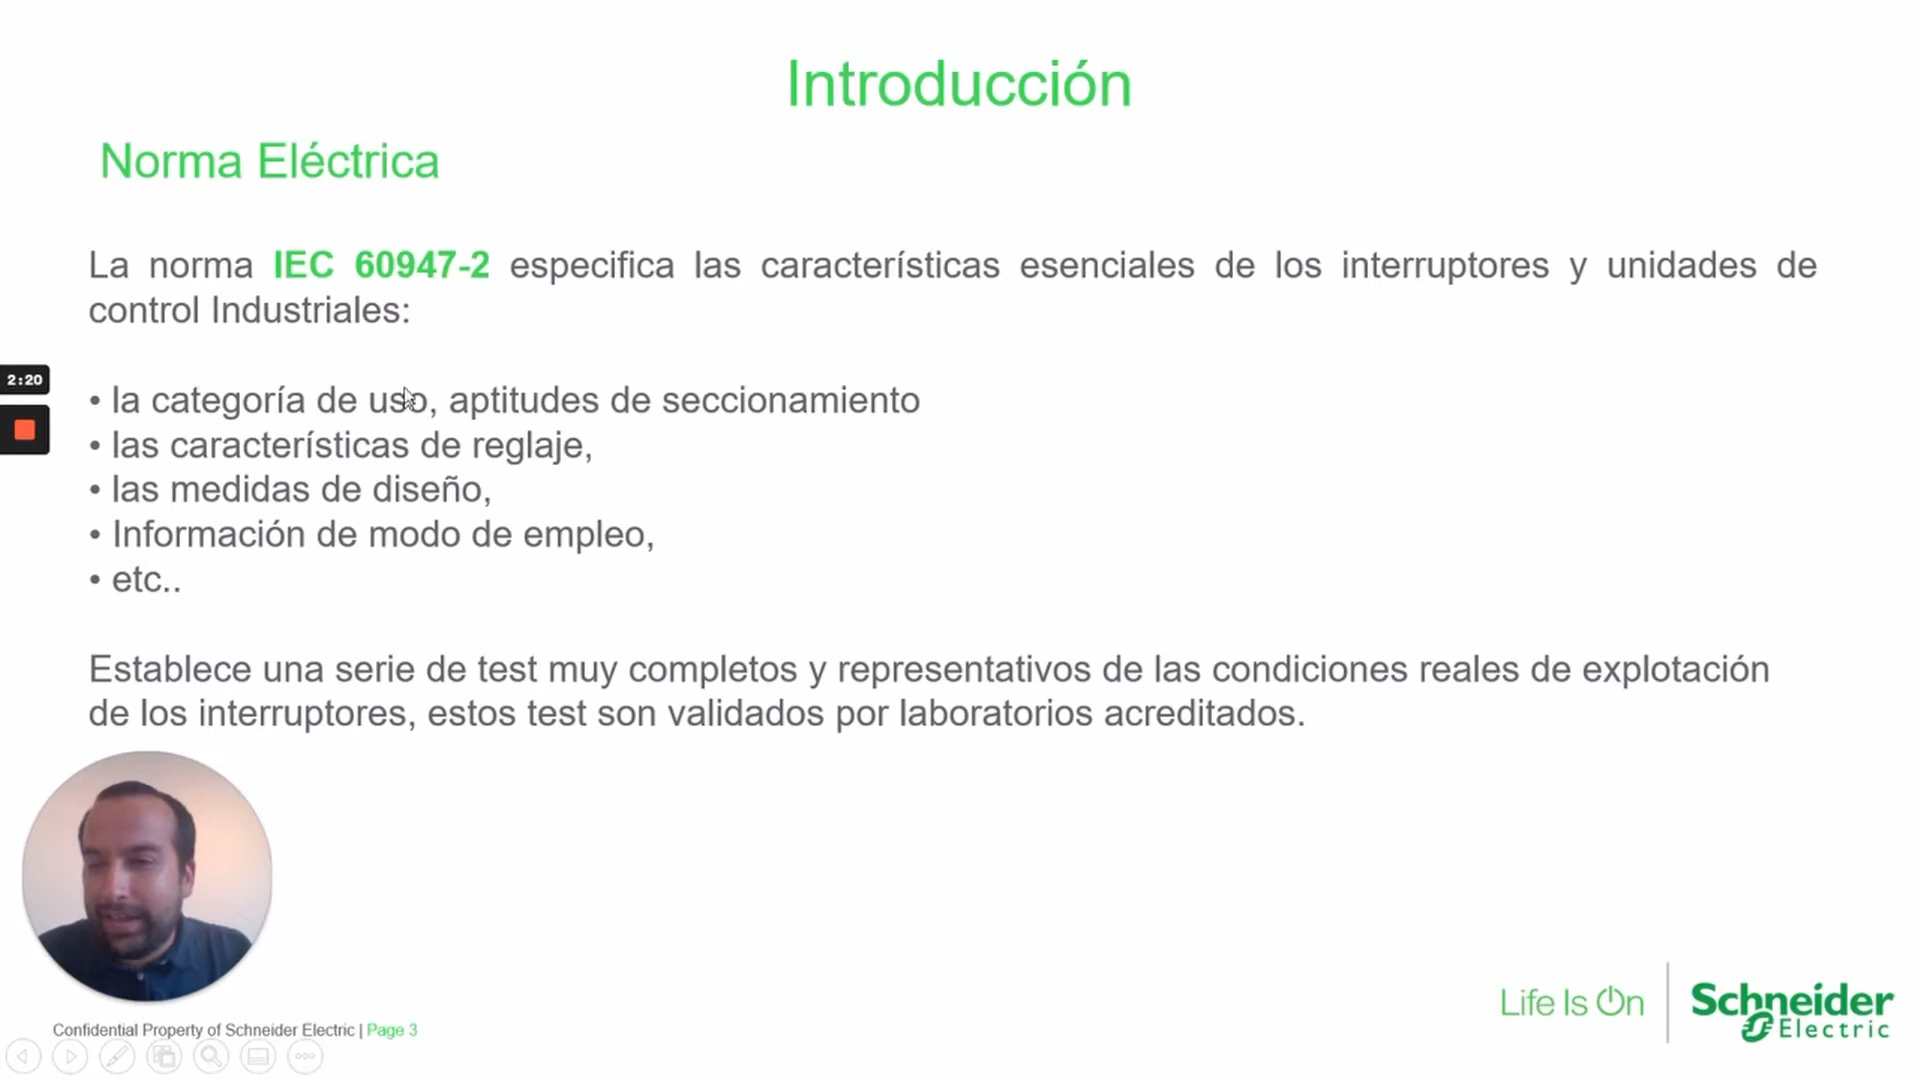 Introducción
Norma Eléctrica
La norma IEC 60947-2 especifica las características esenciales de los interruptores y unidades de
control Industriales:
2:20
• la categoría de uso, aptitudes de seccionamiento
• las características de reglaje,
• las medidas de diseño,
• Información de modo de empleo,
• etc..
Establece una serie de test muy completos y representativos de las condiciones reales de explotación
de los interruptores, estos test son validados por laboratorios acreditados.
Life Is On
Schneider
Electric
Confidential Property of Schneider Electric | Page 3